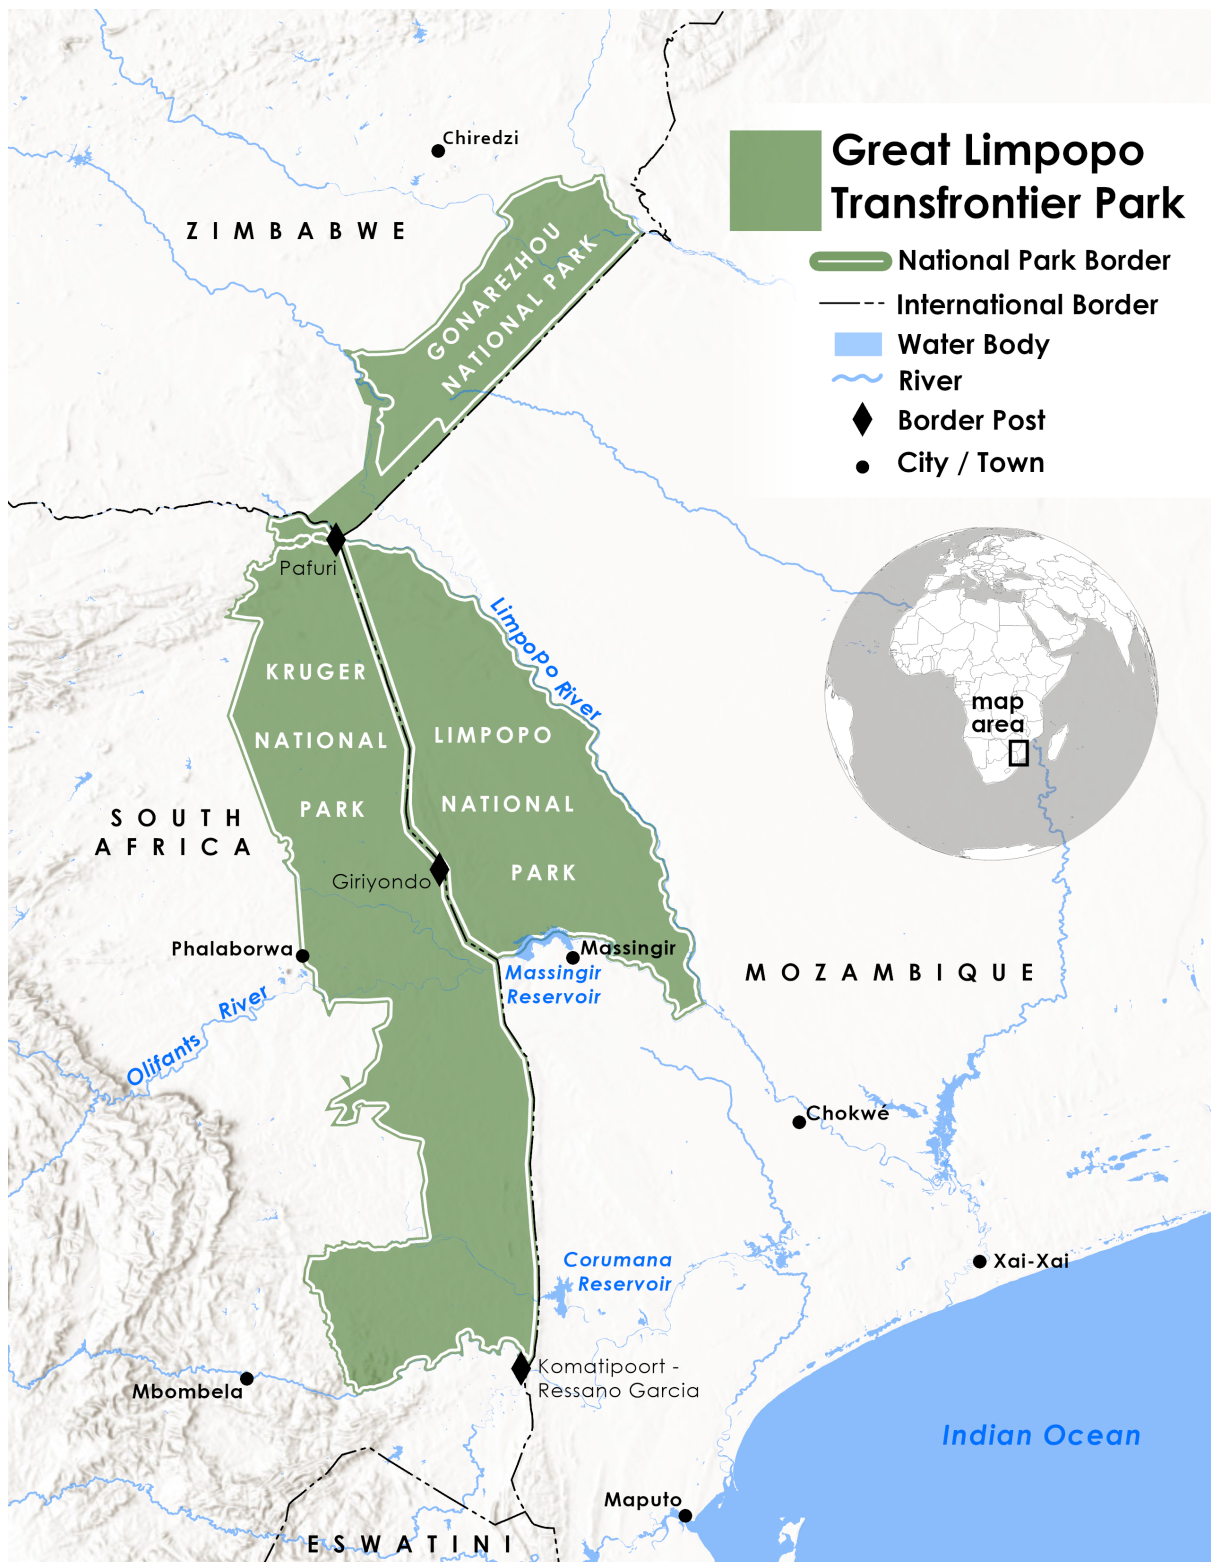 Great Limpopo
Transfrontier Park
National Park Border
International Border
Water Body
River
Border Post
City / Town
Chiredzi
ZIMBABWE
GONAREZHOU
NATIONAL PARK
Pafuri
Limpopo River
KRUGER
NATIONAL
PARK
LIMPOPO
NATIONAL
PARK
map
area
SOUTH
AFRICA
Giriyondo
Phalaborwa
Massingir
Massingir
Reservoir
MOZAMBIQUE
Olifants River
Chokwé
Corumana
Reservoir
Xai-Xai
Komatipoort -
Ressano Garcia
Mbombela
Indian Ocean
Maputo
ESWATINI